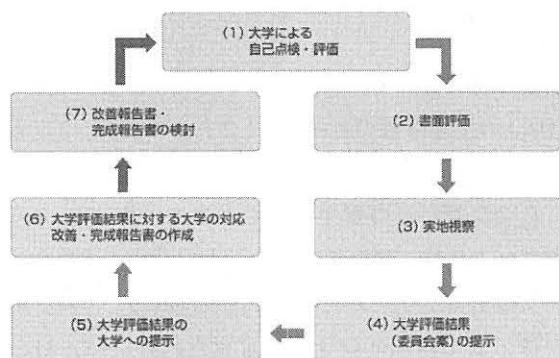 (1) 大学による
自己点検・評価
(2) 書面評価
(3) 実地視察
(4) 大学評価結果
(委員会案)の提示
(5) 大学評価結果の
大学への提示
(6) 大学評価結果に対する大学の対応
改善・完成報告書の作成
(7) 改善報告書・
完成報告書の検討